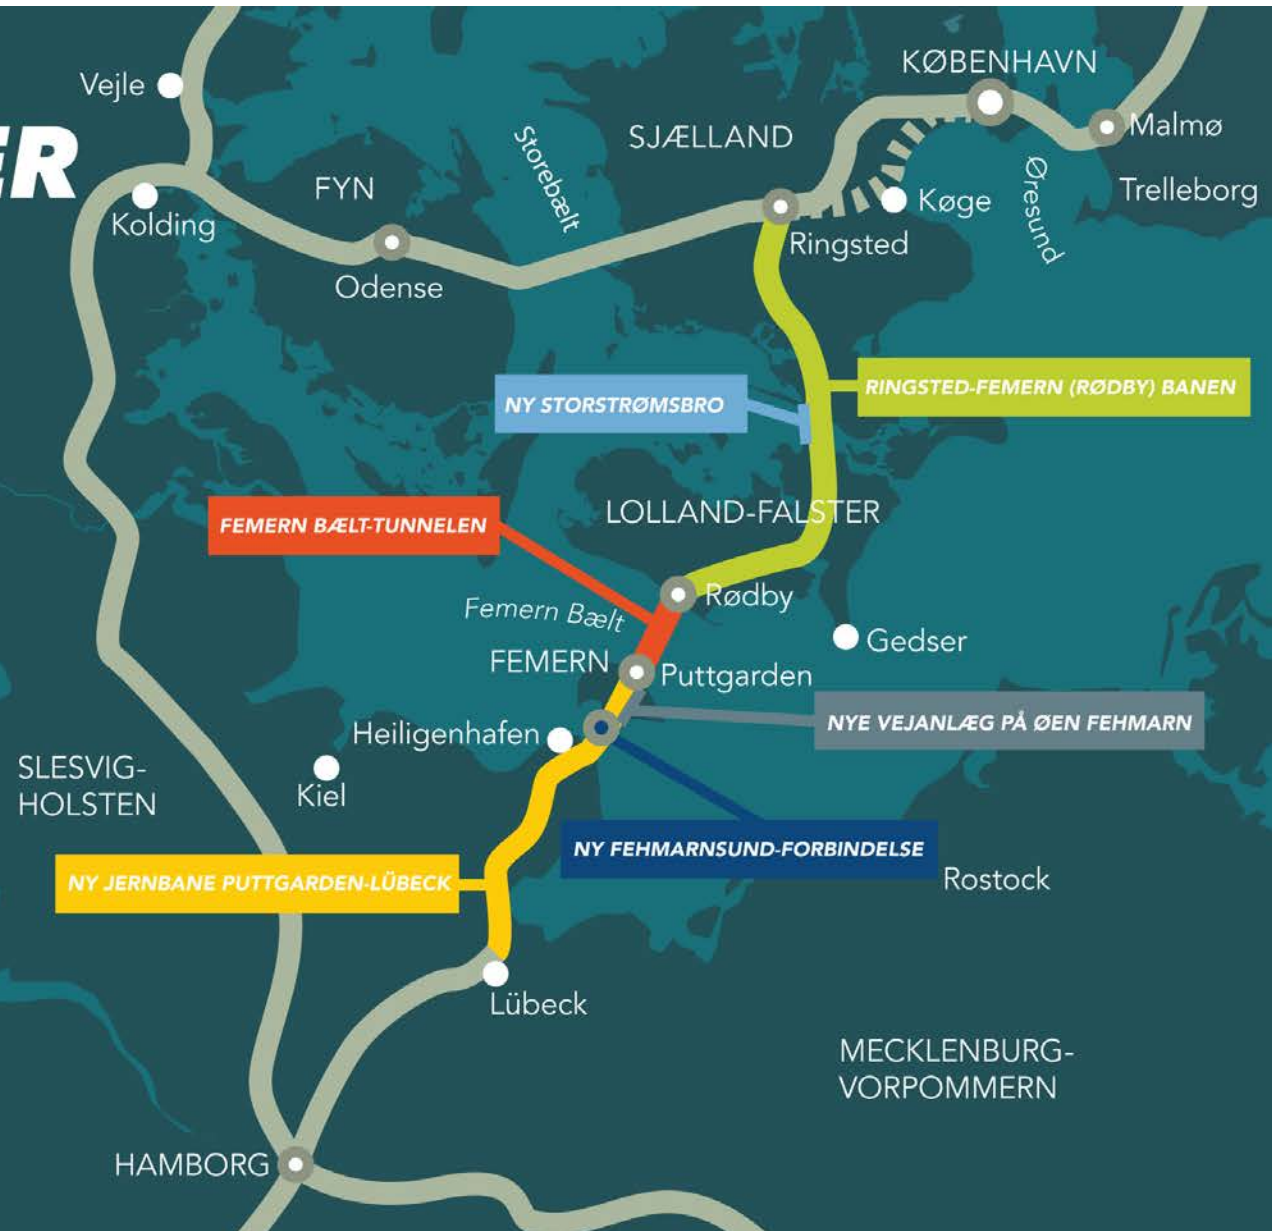 KØBENHAVN
Vejle
Malmø
SJÆLLAND
Storebælt
ER
FYN
Øresund
Trelleborg
Kolding
Køge
Ringsted
Odense
RINGSTED-FEMERN (RØDBY) BANEN
NY STORSTRØMSBRO
LOLLAND-FALSTER
FEMERN BÆLT-TUNNELEN
Rødby
Femern Bælt
Gedser
FEMERN
Puttgarden
NYE VEJANLÆG PÅ ØEN FEHMARN
Heiligenhafen
SLESVIG-
HOLSTEN
Kiel
NY FEHMARNSUND-FORBINDELSE
NY JERNBANE PUTTGARDEN-LÜBECK
Rostock
Lübeck
MECKLENBURG-
VORPOMMERN
HAMBORG